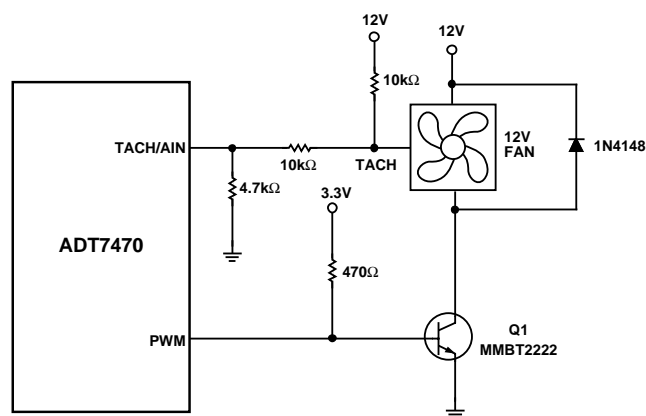 12V
12V
10kΩ
TACH/AIN
10kΩ
TACH
12V
FAN
1N4148
4.7kΩ
3.3V
ADT7470
470Ω
PWM
Q1
MMBT2222